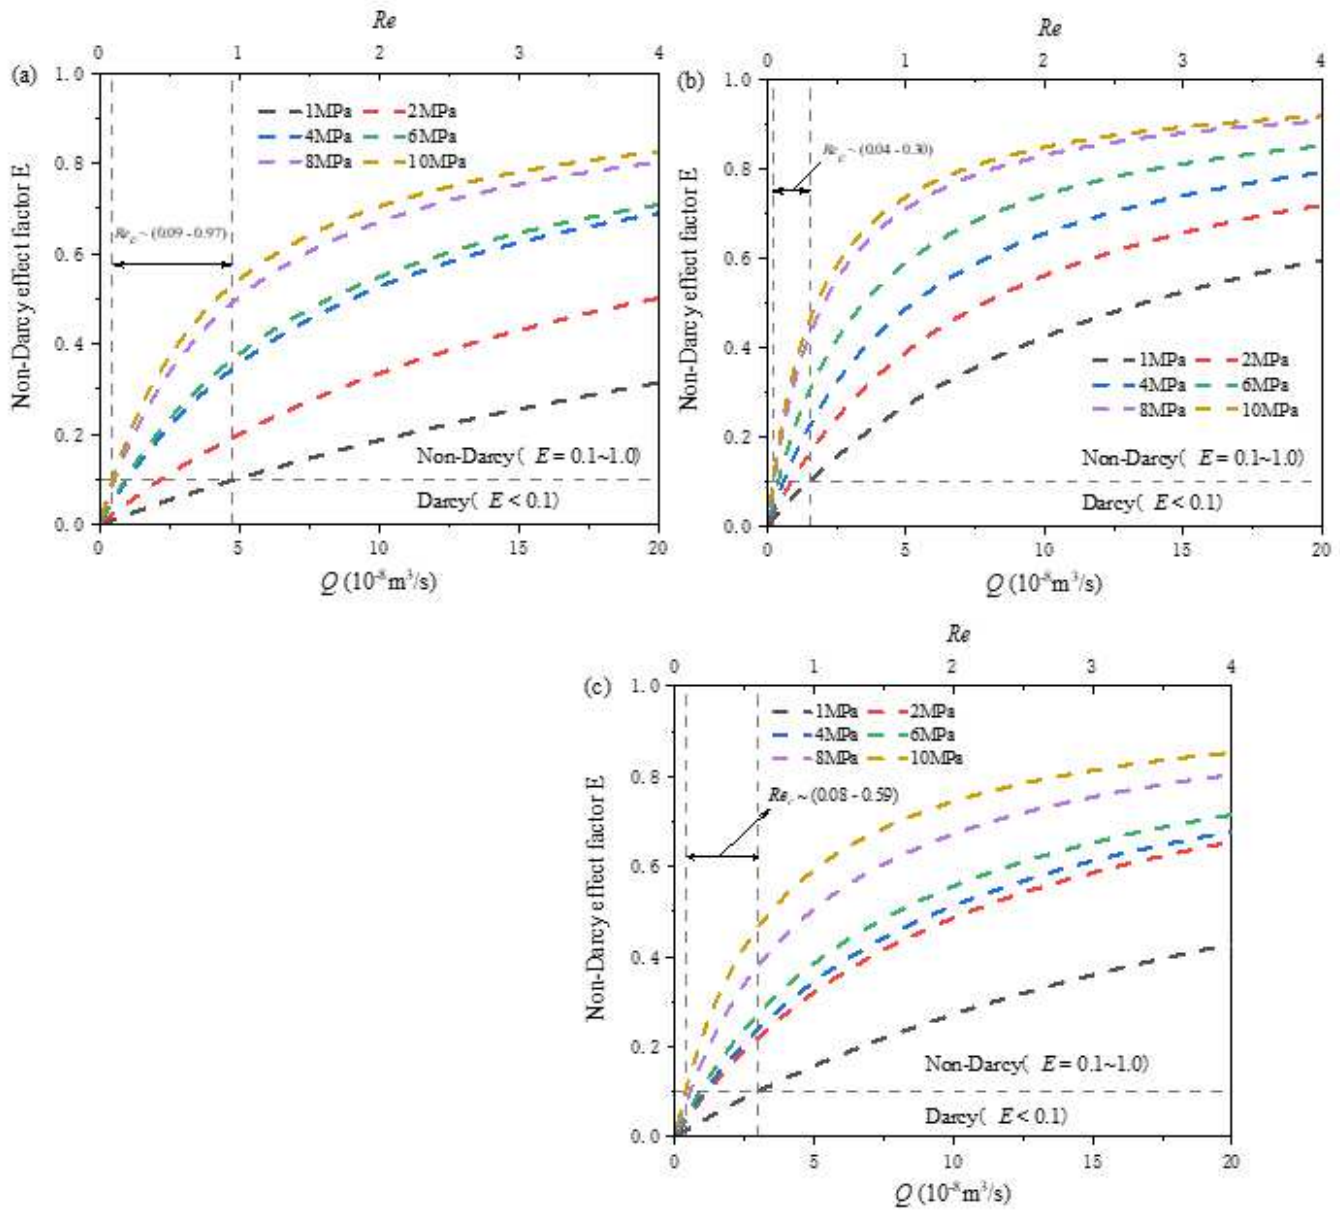 Re
0 1 2 3 4
(a)
1.0
0.8
0.6
0.4
0.2
0.0
Non-Darcy effect factor E
1MPa 2MPa
4MPa 6MPa
8MPa 10MPa
Re_c ~ (0.09 - 0.97)
Non-Darcy( E = 0.1~1.0)
Darcy( E < 0.1)
0 5 10 15 20
Q (10⁻⁸m³/s)
Re
0 1 2 3 4
(b)
1.0
0.8
0.6
0.4
0.2
0.0
Non-Darcy effect factor E
Re_c ~ (0.04 - 0.30)
1MPa 2MPa
4MPa 6MPa
8MPa 10MPa
Non-Darcy( E = 0.1~1.0)
Darcy( E < 0.1)
0 5 10 15 20
Q (10⁻⁸m³/s)
Re
0 1 2 3 4
(c)
1.0
0.8
0.6
0.4
0.2
0.0
Non-Darcy effect factor E
1MPa 2MPa
4MPa 6MPa
8MPa 10MPa
Re_c ~ (0.08 - 0.59)
Non-Darcy( E = 0.1~1.0)
Darcy( E < 0.1)
0 5 10 15 20
Q (10⁻⁸m³/s)